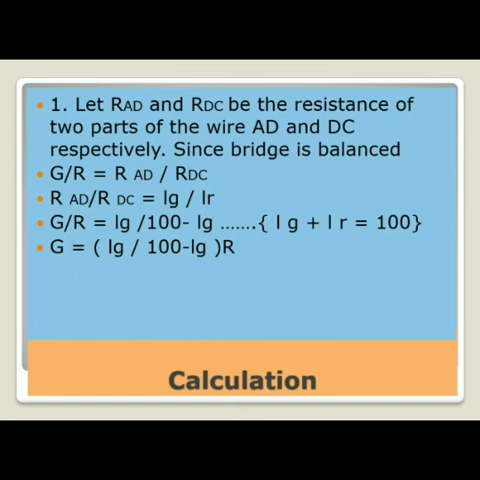 1. Let RAD and RDC be the resistance of
two parts of the wire AD and DC
respectively. Since bridge is balanced
G/R = R AD / RDC
R AD/R DC = lg / lr
G/R = lg /100- lg .......{ l g + l r = 100}
G = ( lg / 100-lg )R
Calculation